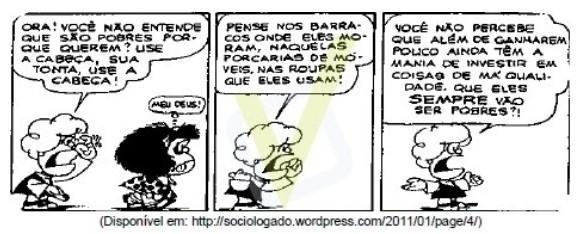 ORA! VOCÊ NÃO ENTENDE
QUE SÃO POBRES POR-
QUE QUEREM? USE
A CABEÇA, SUA
TONTA, USE A
CABEÇA!
MEU DEUS!
PENSE NOS BARRA-
COS ONDE ELES MO-
RAM, NAQUELAS
PORCARIAS DE MÓ-
VEIS, NAS ROUPAS
QUE ELES USAM!
VOCÊ NÃO PERCEBE
QUE ALÉM DE GANHAREM
POUCO AINDA TÊM A
MANIA DE INVESTIR EM
COISAS DE MÁ QUALI-
DADE, QUE ELES
SEMPRE VÃO
SER POBRES?!
(Disponível em: http://sociologado.wordpress.com/2011/01/page/4/)